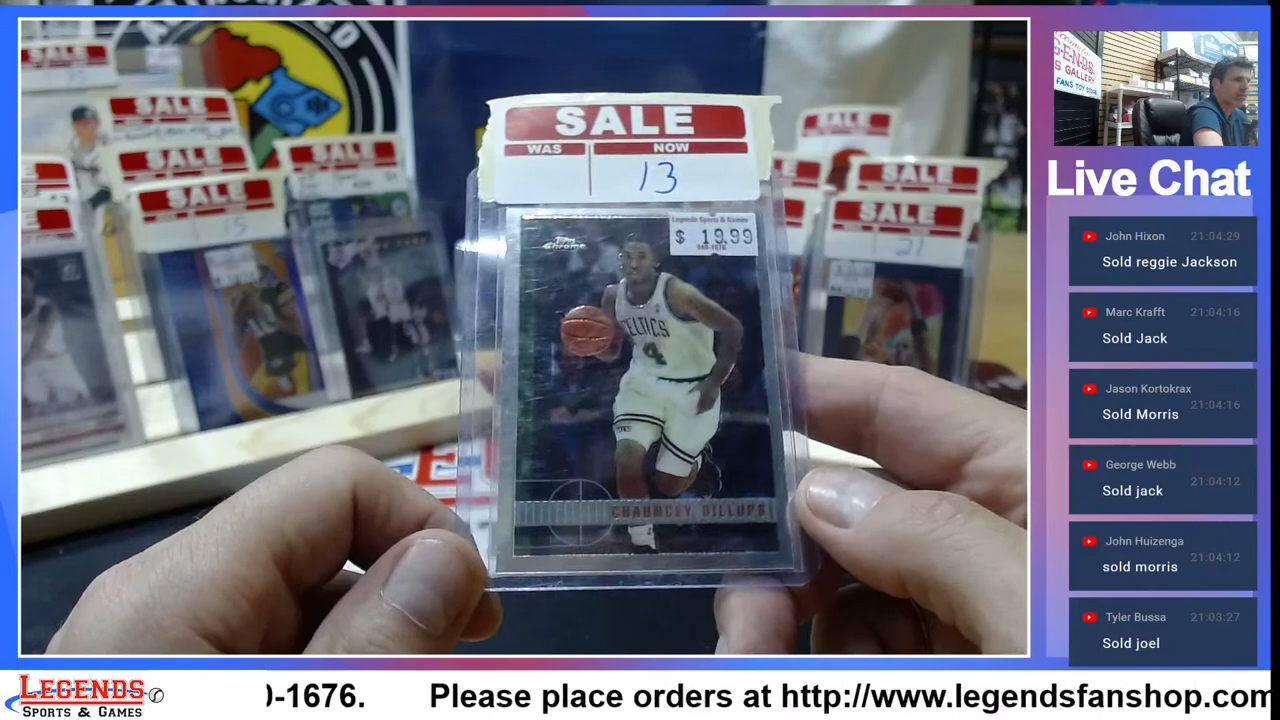 SALE
WAS NOW
13
Legends Sports & Games
$ 19.99
Chrome
CELTICS
4
CHAUNCEY BILLUPS
SALE
SALE
SALE
SALE
15
SALE
SALE
SALE
SALE
21
Live Chat
John Hixon 21:04:29
Sold reggie Jackson
Marc Krafft 21:04:16
Sold Jack
Jason Kortokrax 21:04:16
Sold Morris
George Webb 21:04:12
Sold jack
John Huizenga 21:04:12
sold morris
Tyler Bussa 21:03:27
Sold joel
LEGENDS
SPORTS & GAMES
)-1676. Please place orders at http://www.legendsfanshop.com